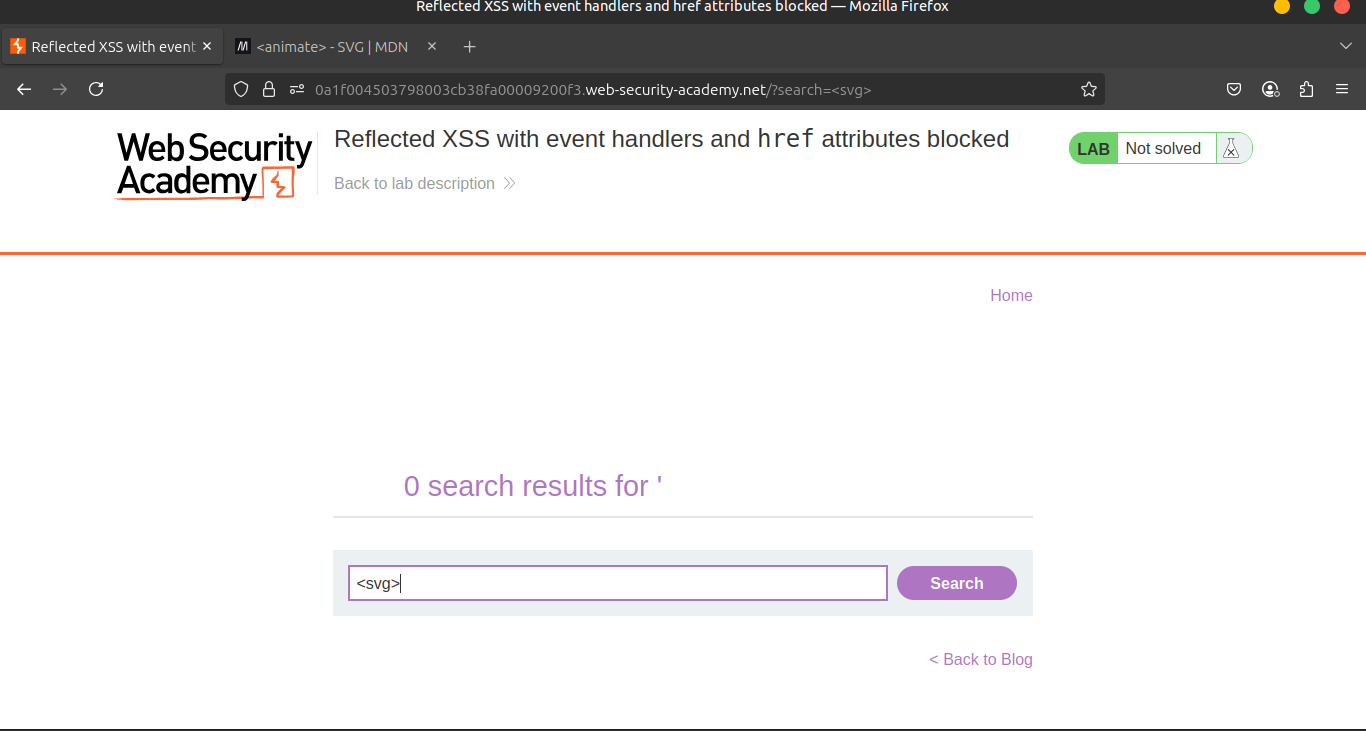 Reflected XSS with event handlers and href attributes blocked — Mozilla Firefox
Reflected XSS with event
<animate> - SVG | MDN
0a1f004503798003cb38fa00009200f3.web-security-academy.net/?search=<svg>
Web Security
Academy
Reflected XSS with event handlers and href attributes blocked
Back to lab description
LAB
Not solved
Home
0 search results for '
<svg>
Search
< Back to Blog